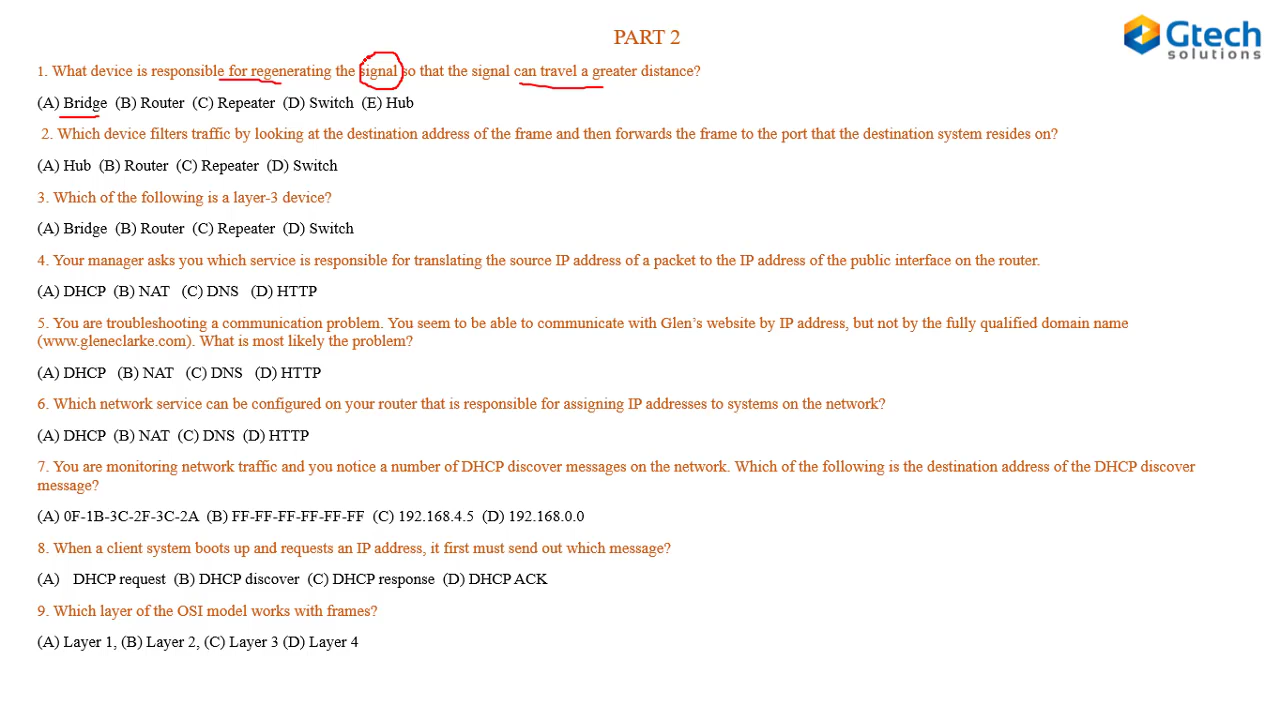 PART 2
Gtech
solutions
1. What device is responsible for regenerating the signal so that the signal can travel a greater distance?
(A) Bridge (B) Router (C) Repeater (D) Switch (E) Hub
2. Which device filters traffic by looking at the destination address of the frame and then forwards the frame to the port that the destination system resides on?
(A) Hub (B) Router (C) Repeater (D) Switch
3. Which of the following is a layer-3 device?
(A) Bridge (B) Router (C) Repeater (D) Switch
4. Your manager asks you which service is responsible for translating the source IP address of a packet to the IP address of the public interface on the router.
(A) DHCP (B) NAT (C) DNS (D) HTTP
5. You are troubleshooting a communication problem. You seem to be able to communicate with Glen's website by IP address, but not by the fully qualified domain name
(www.gleneclarke.com). What is most likely the problem?
(A) DHCP (B) NAT (C) DNS (D) HTTP
6. Which network service can be configured on your router that is responsible for assigning IP addresses to systems on the network?
(A) DHCP (B) NAT (C) DNS (D) HTTP
7. You are monitoring network traffic and you notice a number of DHCP discover messages on the network. Which of the following is the destination address of the DHCP discover
message?
(A) 0F-1B-3C-2F-3C-2A (B) FF-FF-FF-FF-FF-FF (C) 192.168.4.5 (D) 192.168.0.0
8. When a client system boots up and requests an IP address, it first must send out which message?
(A) DHCP request (B) DHCP discover (C) DHCP response (D) DHCP ACK
9. Which layer of the OSI model works with frames?
(A) Layer 1, (B) Layer 2, (C) Layer 3 (D) Layer 4